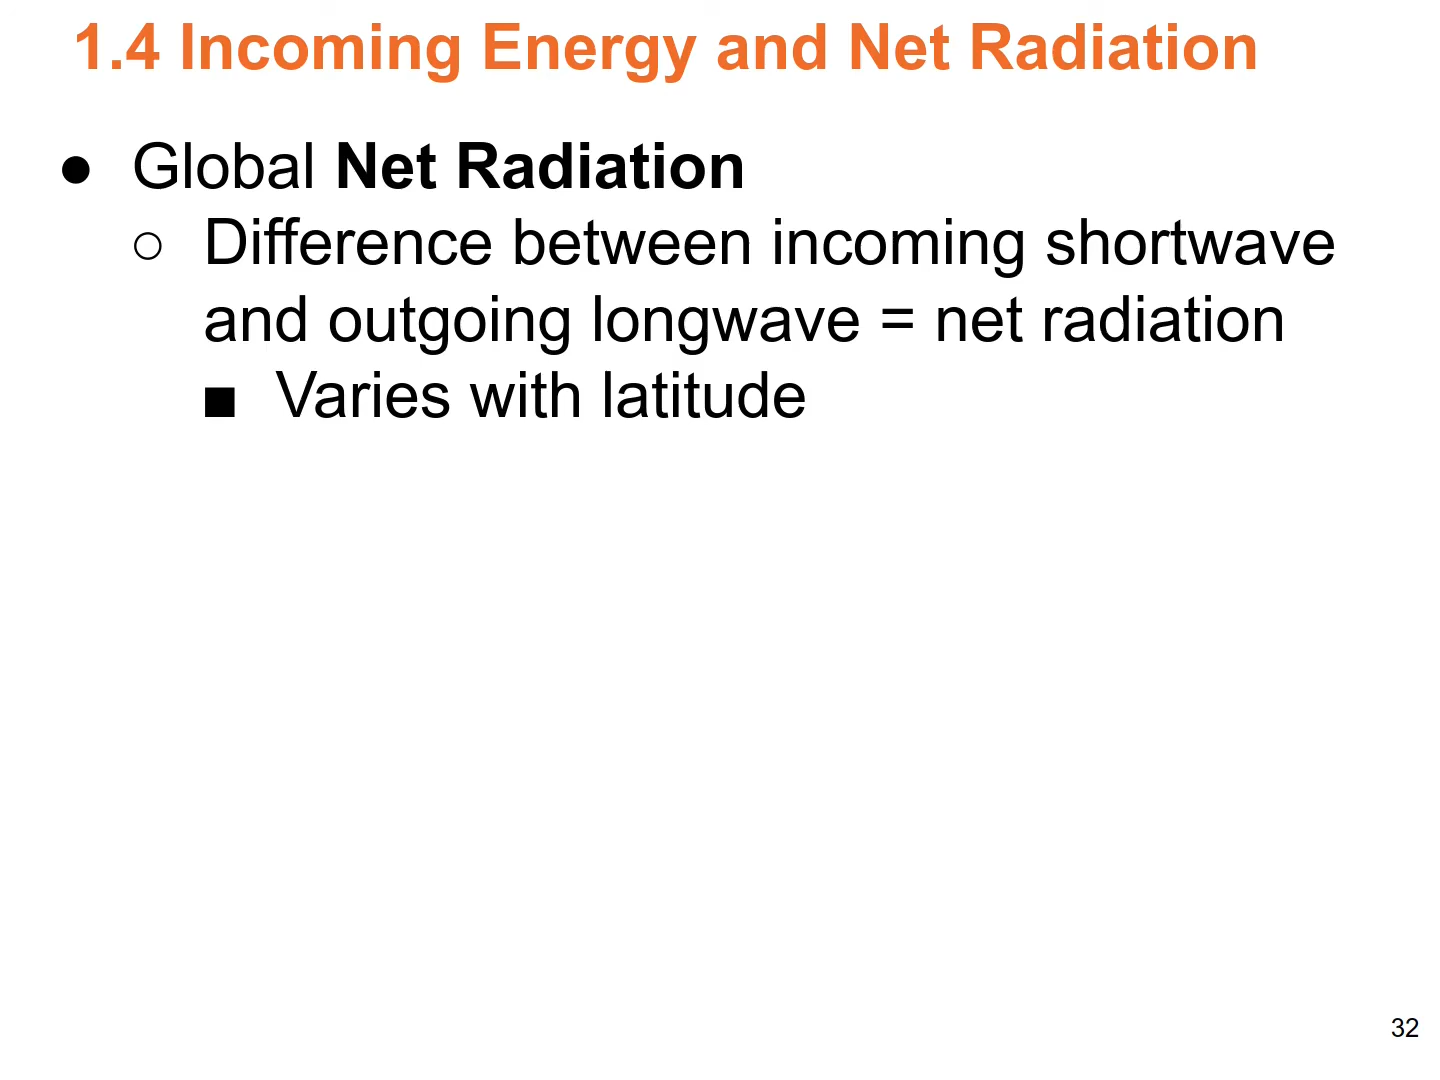 1.4 Incoming Energy and Net Radiation
● Global Net Radiation
○ Difference between incoming shortwave
and outgoing longwave = net radiation
■ Varies with latitude
32